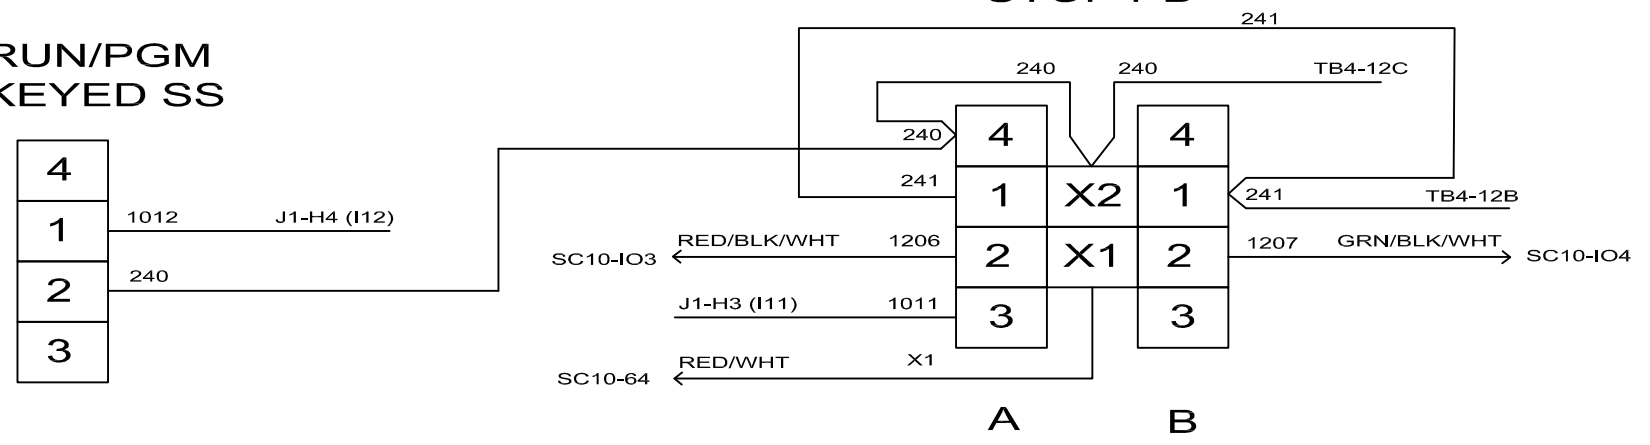 241
RUN/PGM
KEYED SS
240 240 TB4-12C
4 4
240
4
241 1 X2 1 241 TB4-12B
1012 J1-H4 (I12)
1
RED/BLK/WHT 1206 2 X1 2 1207 GRN/BLK/WHT
SC10-IO3 SC10-IO4
240
2
J1-H3 (I11) 1011 3 3
3
RED/WHT X1
SC10-64
A B